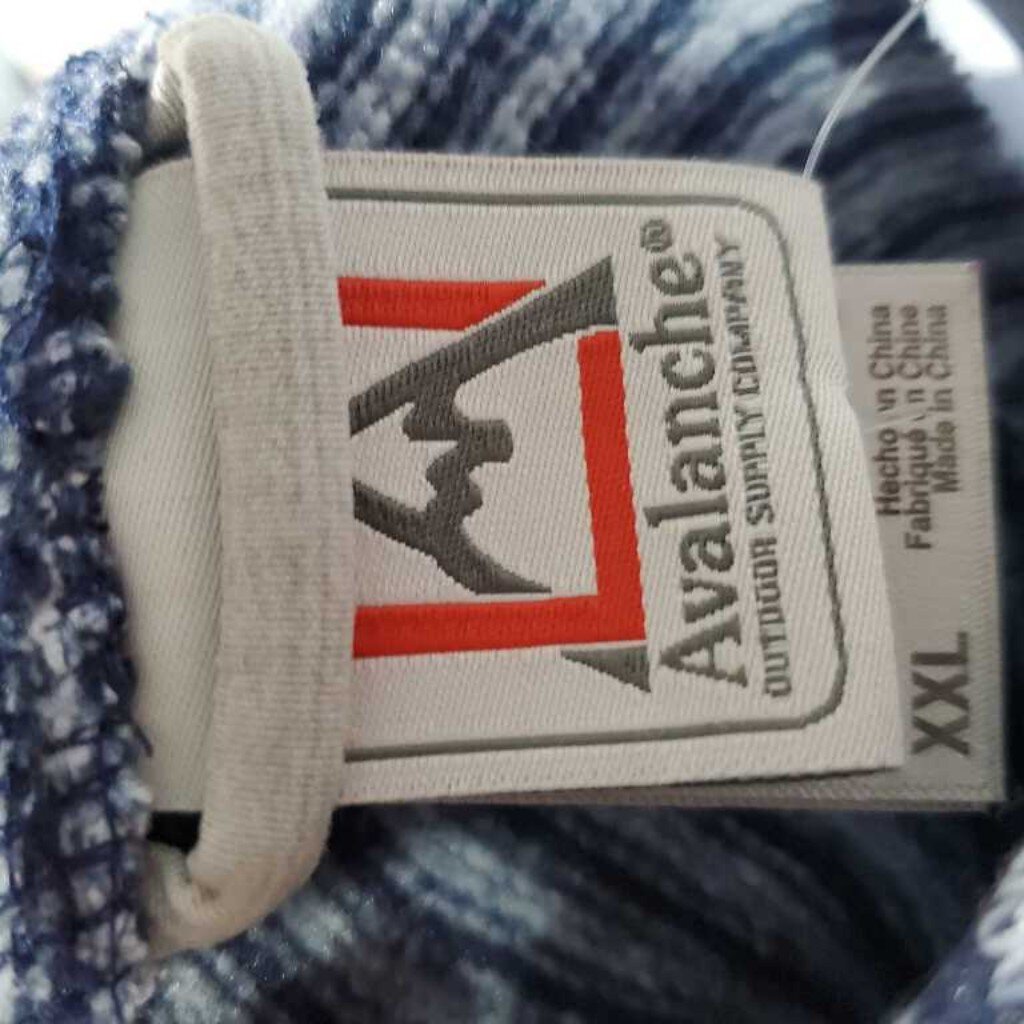 Avalanche®
OUTDOOR SUPPLY COMPANY
Hecho en China
Fabriqué en Chine
Made in China
XXL